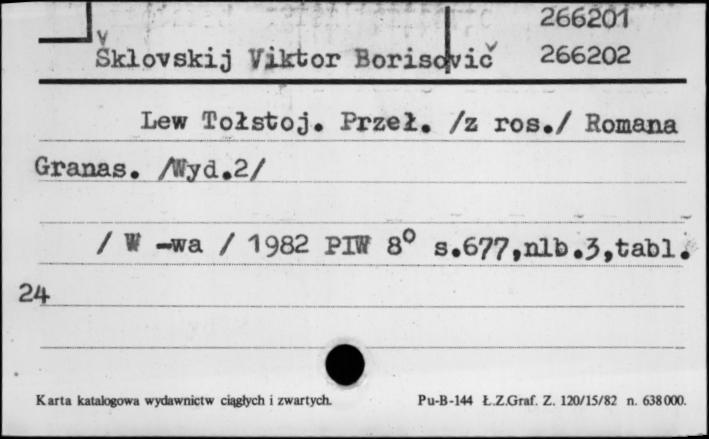 266201
Šklovskij Viktor Borisovič 266202
Lew Tołstoj. Przeł. /z ros./ Romana
Granas. /Wyd.2/
/ W -wa / 1982 PIW 8° s.677,nlb.3,tabl.
24
Karta katalogowa wydawnictw ciągłych i zwartych. Pu-B-144 Ł.Z.Graf. Z. 120/15/82 n. 638000.